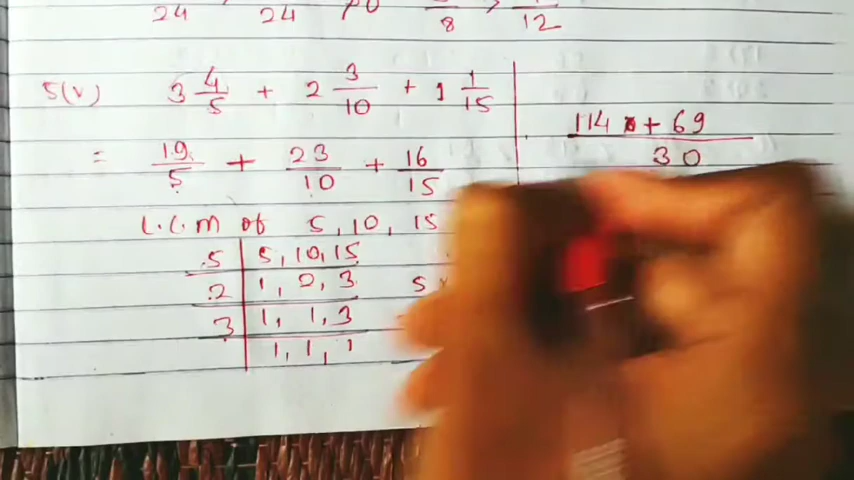 24 24 8 > 12
5(v) 3 4/5 + 2 3/10 + 1 1/15
= 19/5 + 23/10 + 16/15
L.C.M of 5, 10, 15
5 | 5, 10, 15
2 | 1, 2, 3
3 | 1, 1, 3
1, 1, 1
5 ×
114 + 69
30